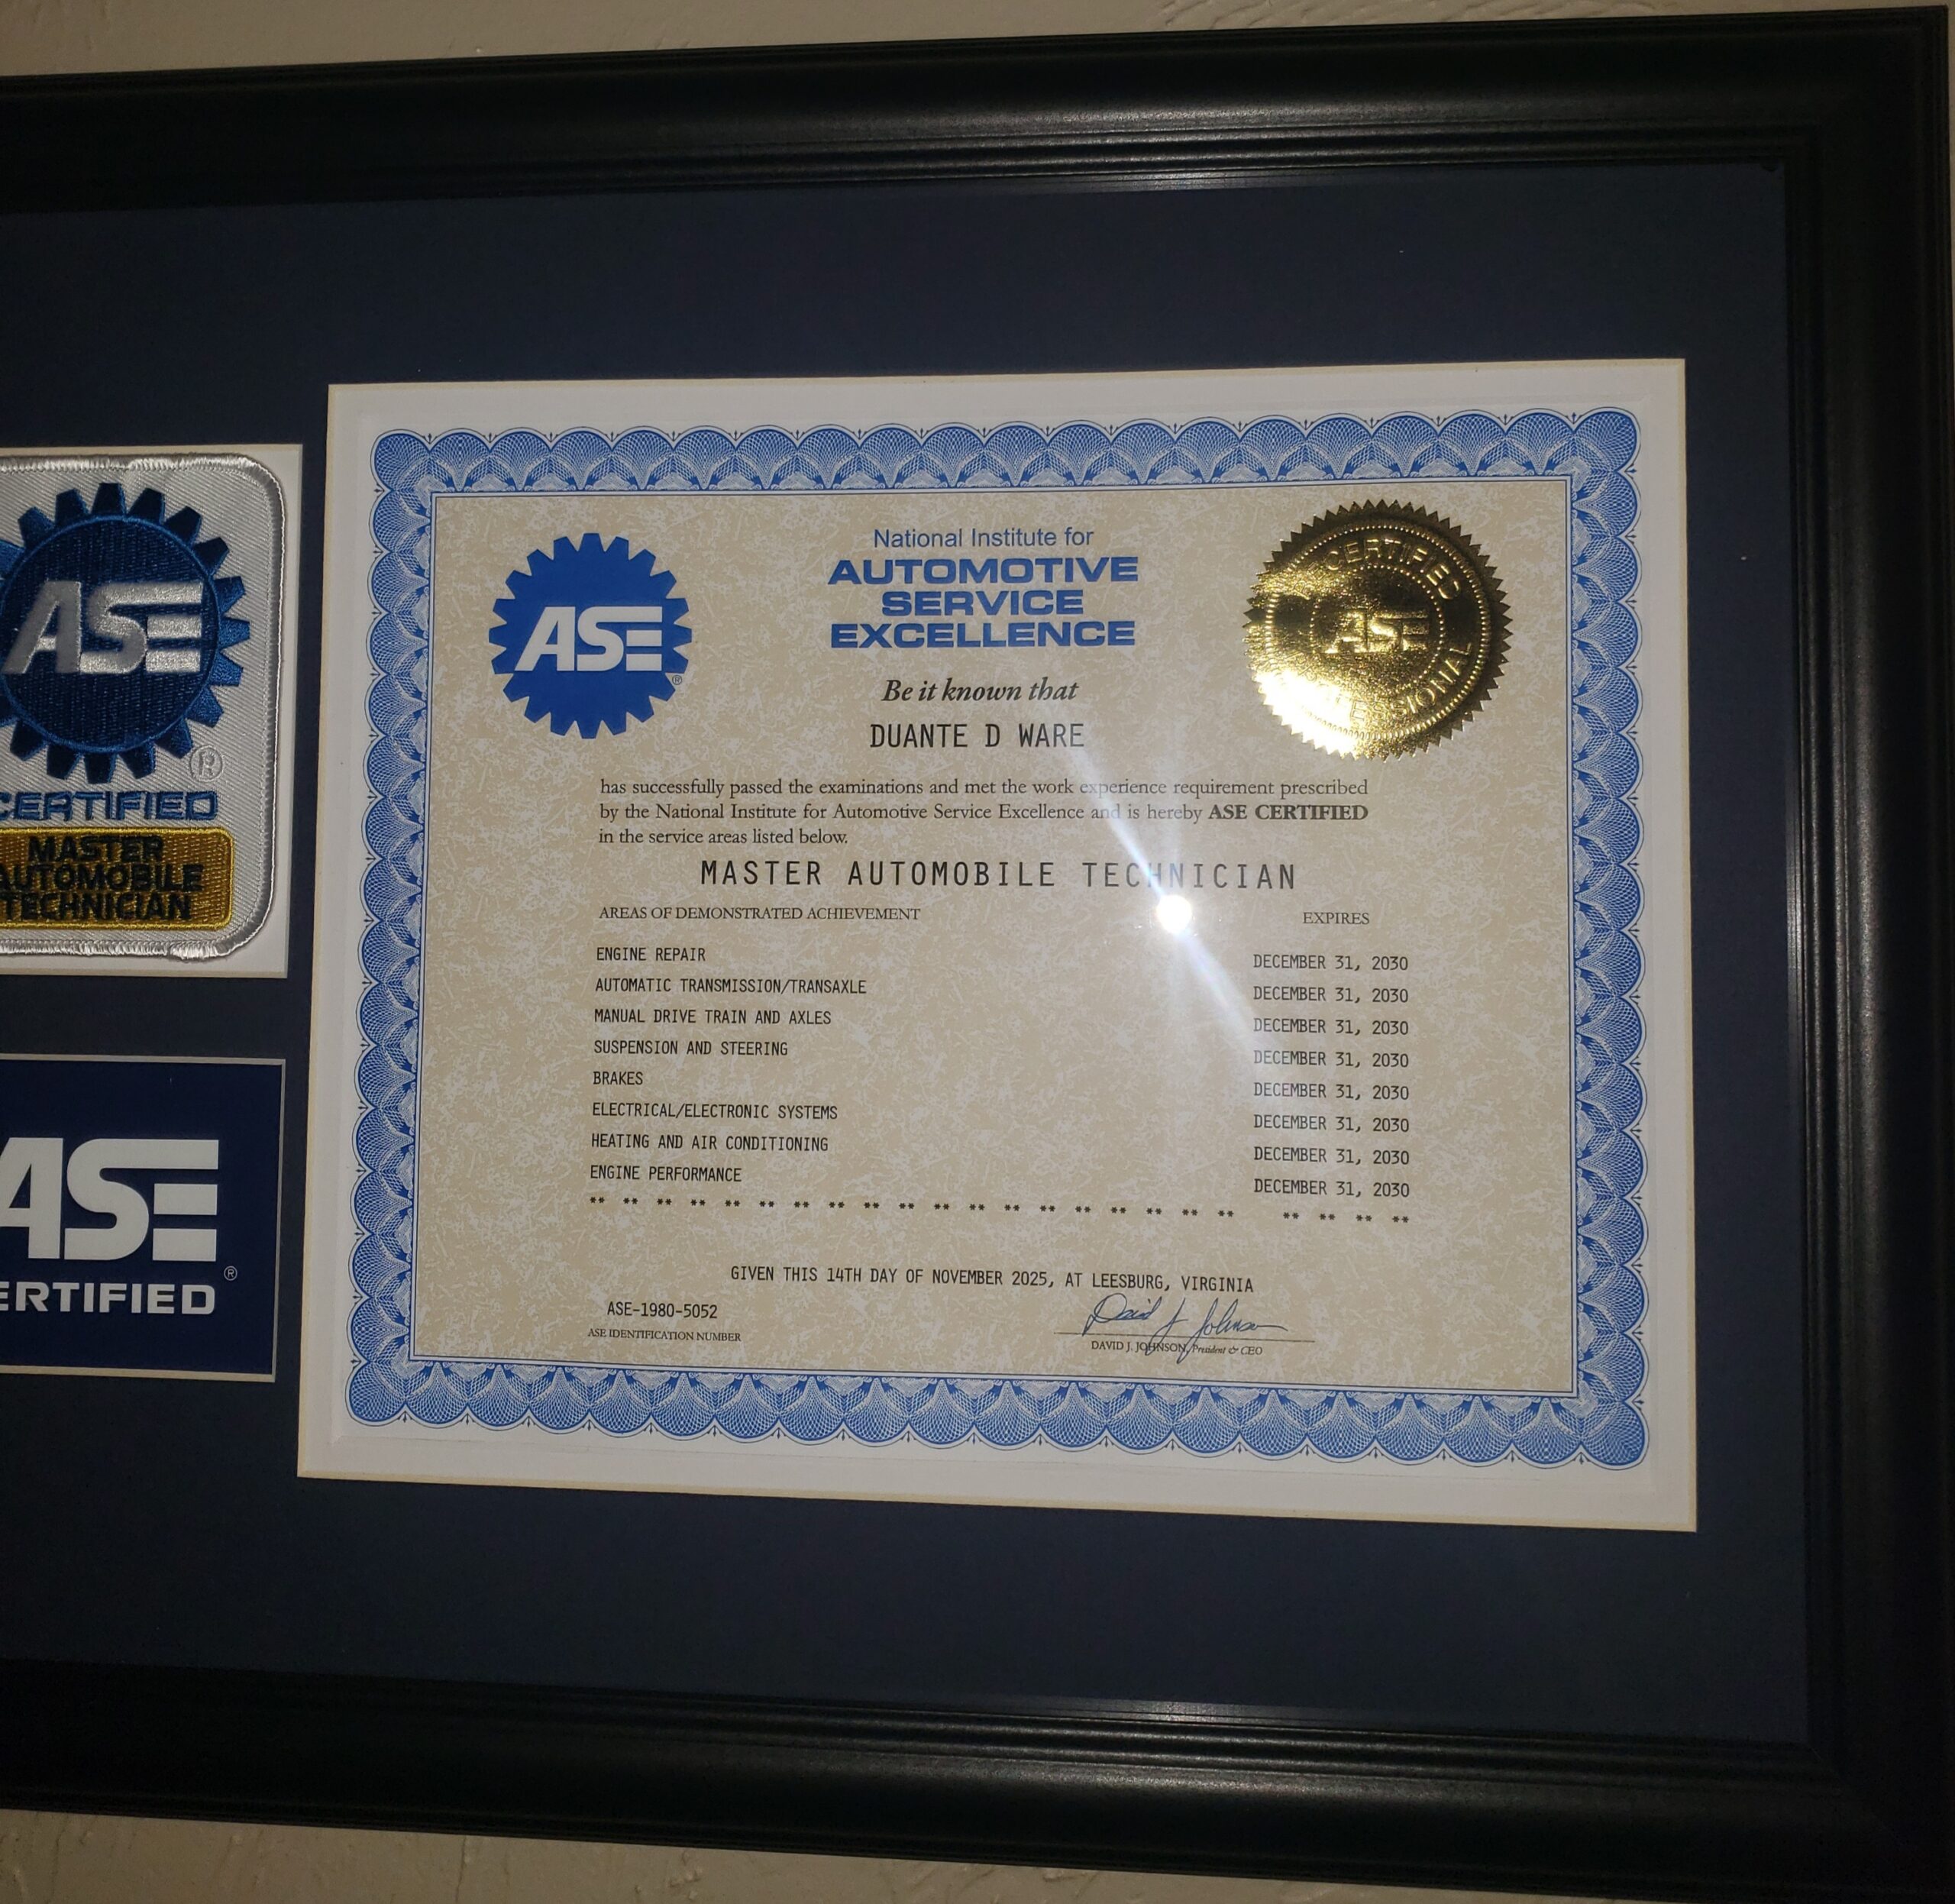 ASE
®
CERTIFIED
MASTER
AUTOMOBILE
TECHNICIAN
ASE
®
ERTIFIED
ASE
®
National Institute for
AUTOMOTIVE
SERVICE
EXCELLENCE
CERTIFIED
ASE
Be it known that
DUANTE D WARE
has successfully passed the examinations and met the work experience requirement prescribed
by the National Institute for Automotive Service Excellence and is hereby ASE CERTIFIED
in the service areas listed below.
MASTER AUTOMOBILE TECHNICIAN
AREAS OF DEMONSTRATED ACHIEVEMENT EXPIRES
ENGINE REPAIR DECEMBER 31, 2030
AUTOMATIC TRANSMISSION/TRANSAXLE DECEMBER 31, 2030
MANUAL DRIVE TRAIN AND AXLES DECEMBER 31, 2030
SUSPENSION AND STEERING DECEMBER 31, 2030
BRAKES DECEMBER 31, 2030
ELECTRICAL/ELECTRONIC SYSTEMS DECEMBER 31, 2030
HEATING AND AIR CONDITIONING DECEMBER 31, 2030
ENGINE PERFORMANCE DECEMBER 31, 2030
** ** ** ** ** ** ** ** ** ** ** ** ** ** ** ** ** ** ** ** ** ** **
GIVEN THIS 14TH DAY OF NOVEMBER 2025, AT LEESBURG, VIRGINIA
ASE-1980-5052
ASE IDENTIFICATION NUMBER
David J Johnson
DAVID J. JOHNSON, President & CEO